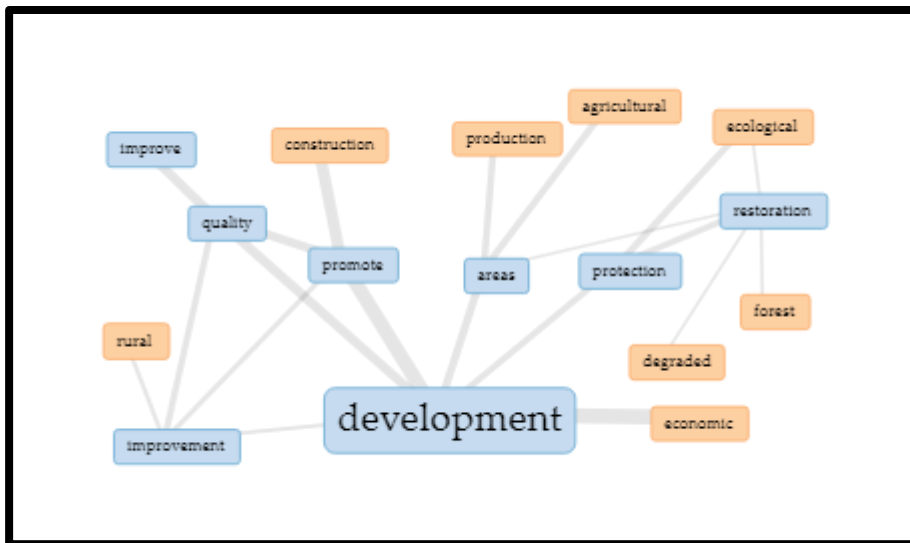 agricultural
ecological
production
construction
improve
restoration
quality
promote
protection
areas
forest
rural
degraded
development
economic
improvement